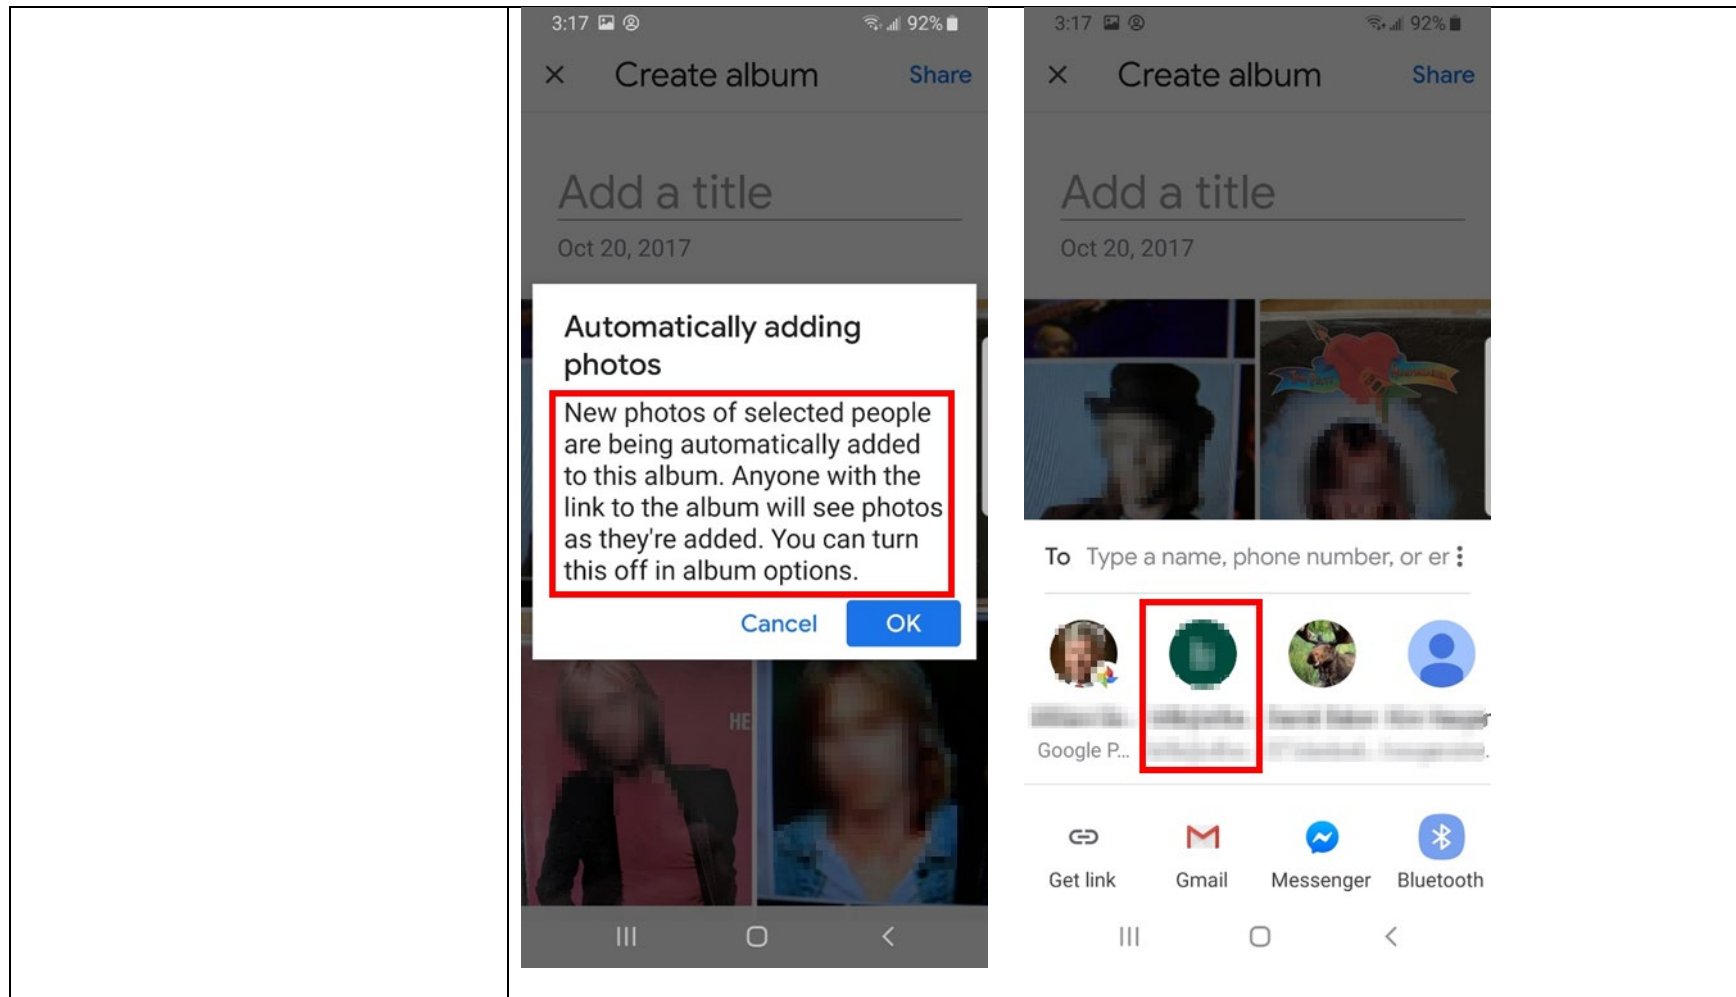 3:17 92%
Create album Share
Add a title
Oct 20, 2017
Automatically adding
photos
New photos of selected people
are being automatically added
to this album. Anyone with the
link to the album will see photos
as they're added. You can turn
this off in album options.
Cancel OK
HE
3:17 92%
Create album Share
Add a title
Oct 20, 2017
To Type a name, phone number, or er
Google P...
Get link Gmail Messenger Bluetooth